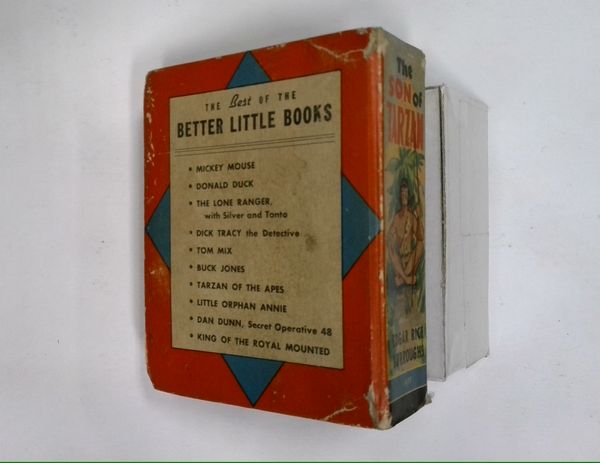 THE Best OF THE
BETTER LITTLE BOOKS
• MICKEY MOUSE
• DONALD DUCK
• THE LONE RANGER,
with Silver and Tonto
• DICK TRACY the Detective
• TOM MIX
• BUCK JONES
• TARZAN OF THE APES
• LITTLE ORPHAN ANNIE
• DAN DUNN, Secret Operative 48
• KING OF THE ROYAL MOUNTED
The
SON of
TARZAN
EDGAR RICE
BURROUGHS